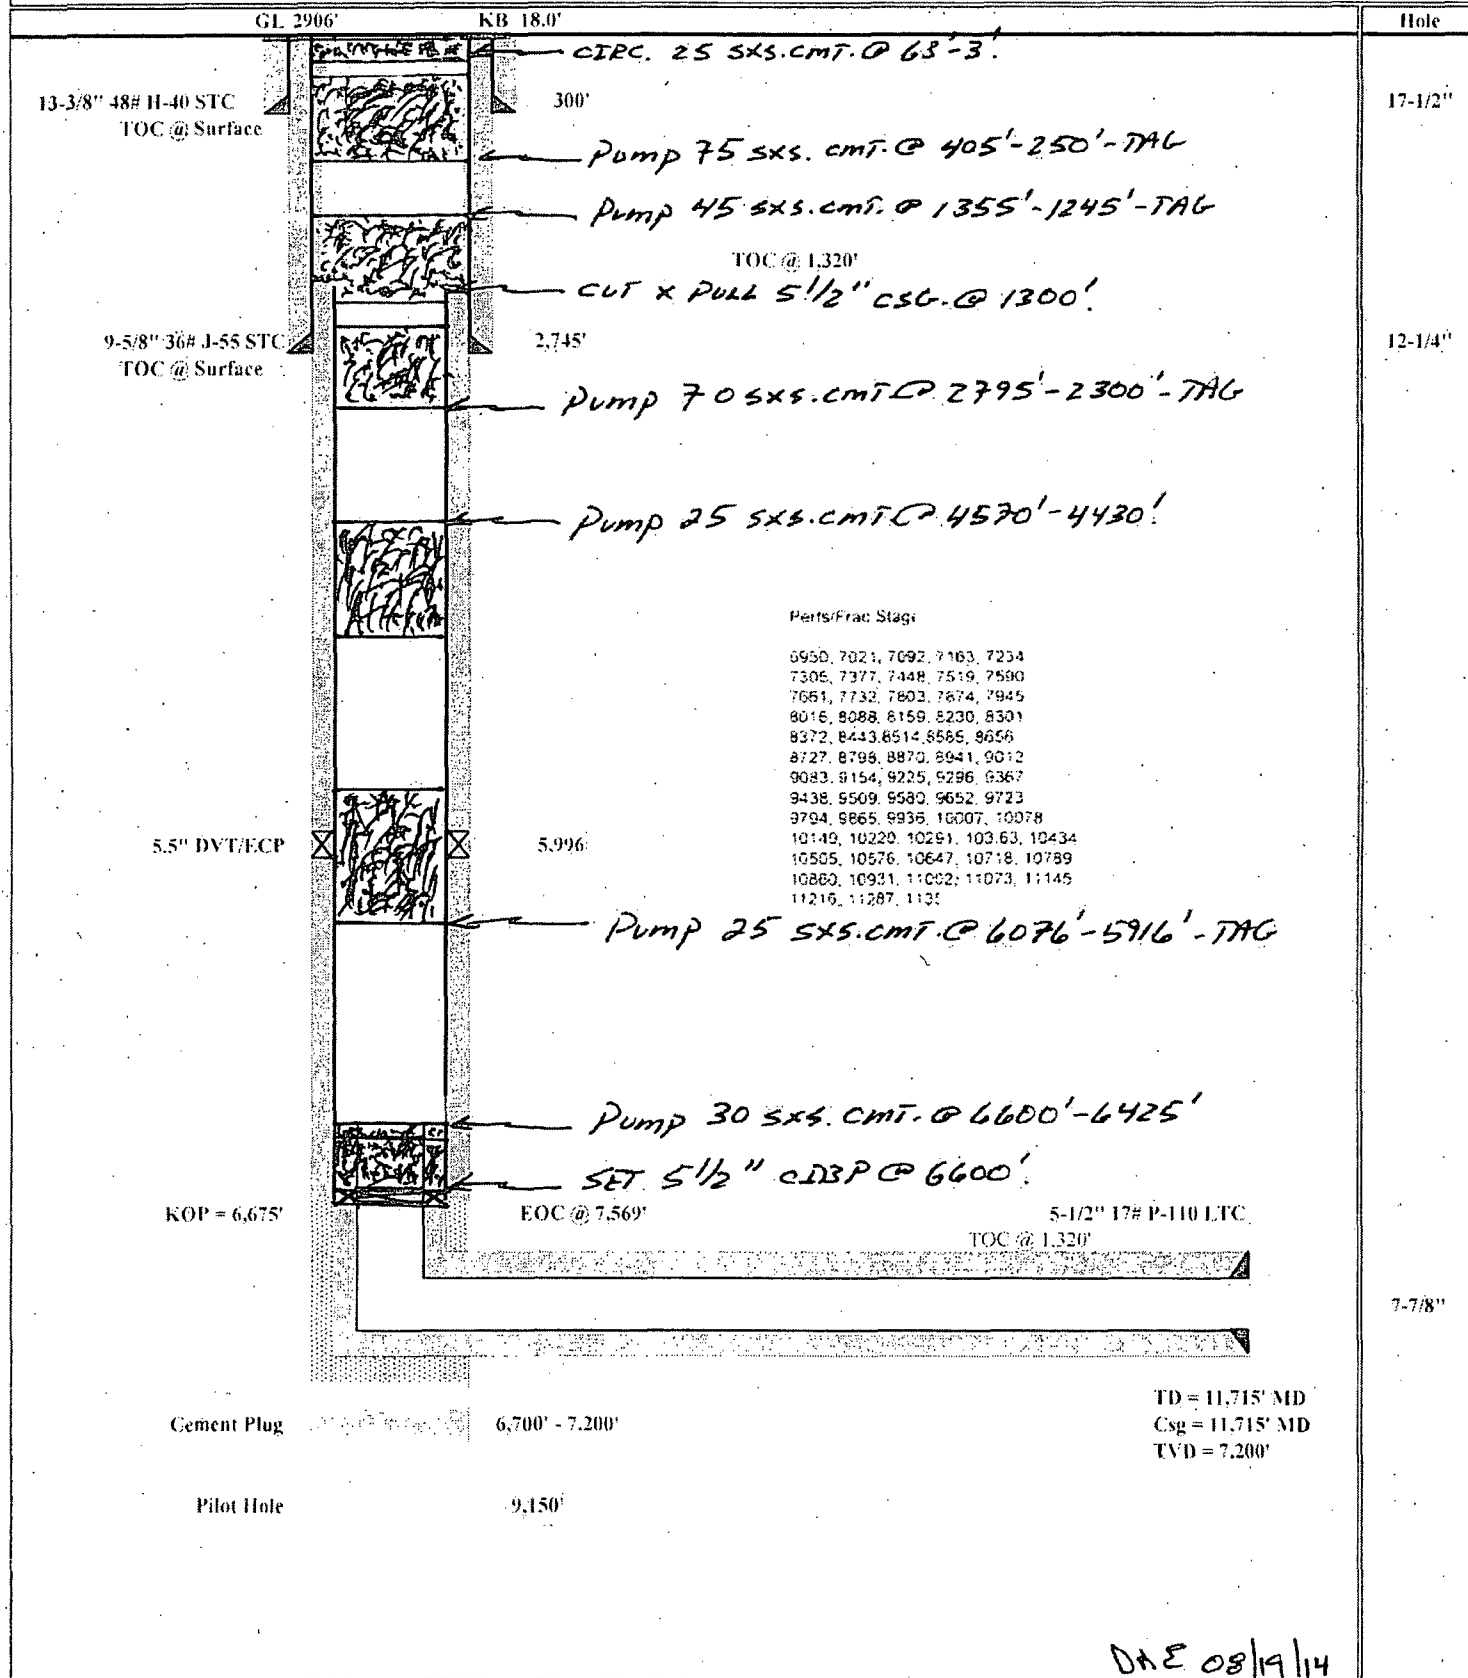 GL 2906' KB 18.0' Hole
CIRC. 25 SXS. CMT. @ 63'-3'.
13-3/8" 48# H-40 STC 300' 17-1/2"
TOC @ Surface
Pump 75 SXS. CMT. @ 405'-250'-TAG
Pump 45 SXS. CMT. @ 1355'-1245'-TAG
TOC @ 1,320'
CUT X PULL 5 1/2" CSG. @ 1300'.
9-5/8" 36# J-55 STC 2,745' 12-1/4"
TOC @ Surface
Pump 70 SXS. CMT @ 2795'-2300'-TAG
Pump 25 SXS. CMT @ 4570'-4430'.
Perfs/Frac Stage
6950, 7021, 7092, 7163, 7234
7306, 7377, 7448, 7519, 7590
7661, 7732, 7803, 7874, 7945
8016, 8088, 8159, 8230, 8301
8372, 8443, 8514, 8585, 8656
8727, 8798, 8870, 8941, 9012
9083, 9154, 9225, 9296, 9367
9438, 9509, 9580, 9652, 9723
9794, 9865, 9936, 10007, 10078
10149, 10220, 10291, 103.63, 10434
10505, 10576, 10647, 10718, 10789
10860, 10931, 11002, 11073, 11145
11216, 11287,
5.5" DVT/ECP 5,996
Pump 25 SXS. CMT. @ 6076'-5916'-TAG
Pump 30 SXS. CMT. @ 6600'-6425'
SET 5 1/2" CIBP @ 6600'.
KOP = 6,675' EOC @ 7,569' 5-1/2" 17# P-110 LTC
TOC @ 1,320'
7-7/8"
TD = 11,715' MD
Cement Plug 6,700' - 7,200' Csg = 11,715' MD
TVD = 7,200'
Pilot Hole 9,150'
DAE 08/19/14